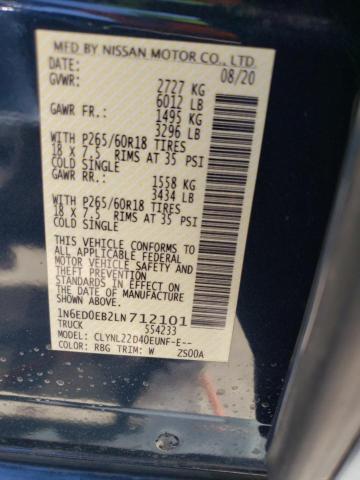 MFD BY NISSAN MOTOR CO., LTD.
DATE: 08/20
GVWR: 2727 KG
6012 LB
GAWR FR.: 1495 KG
3296 LB
WITH P265/60R18 TIRES
18 X 7.5 RIMS AT 35 PSI
COLD SINGLE
GAWR RR.: 1558 KG
3434 LB
WITH P265/60R18 TIRES
18 X 7.5 RIMS AT 35 PSI
COLD SINGLE
THIS VEHICLE CONFORMS TO
ALL APPLICABLE FEDERAL
MOTOR VEHICLE SAFETY
STANDARDS IN EFFECT ON
THE DATE OF MANUFACTURE
SHOWN ABOVE.
1N6ED0EB2LN712101
TRUCK 554233
MODEL: CLYNL22D40EUNF-E--
COLOR: RBG TRIM: W ZS00A